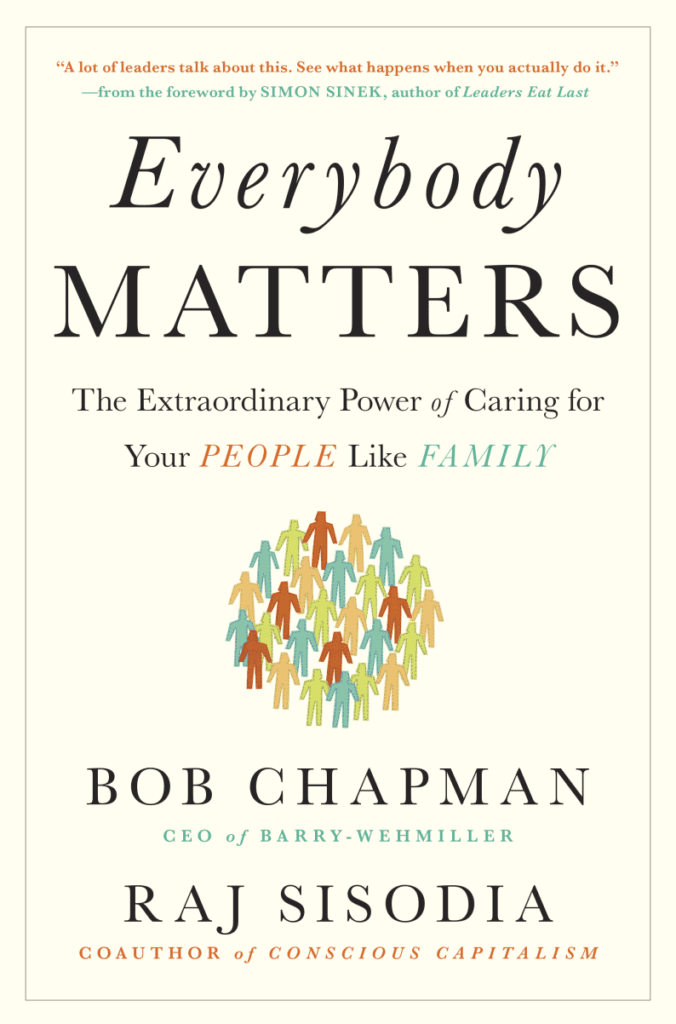 “A lot of leaders talk about this. See what happens when you actually do it.”
—from the foreword by SIMON SINEK, author of Leaders Eat Last
Everybody
MATTERS
The Extraordinary Power of Caring for
Your PEOPLE Like FAMILY
BOB CHAPMAN
CEO of BARRY-WEHMILLER
RAJ SISODIA
COAUTHOR of CONSCIOUS CAPITALISM